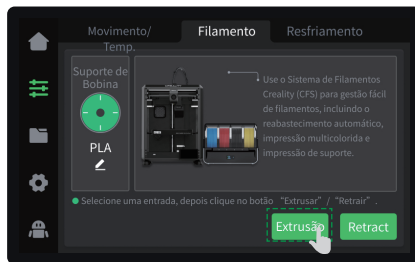 Movimento/
Temp.
Filamento
Resfriamento
Suporte de
Bobina
PLA
Use o Sistema de Filamentos
Creality (CFS) para gestão fácil
de filamentos, incluindo o
reabastecimento automático,
impressão multicolorida e
impressão de suporte.
Selecione uma entrada, depois clique no botão “Extrusar” / “Retrair” .
Extrusão
Retract